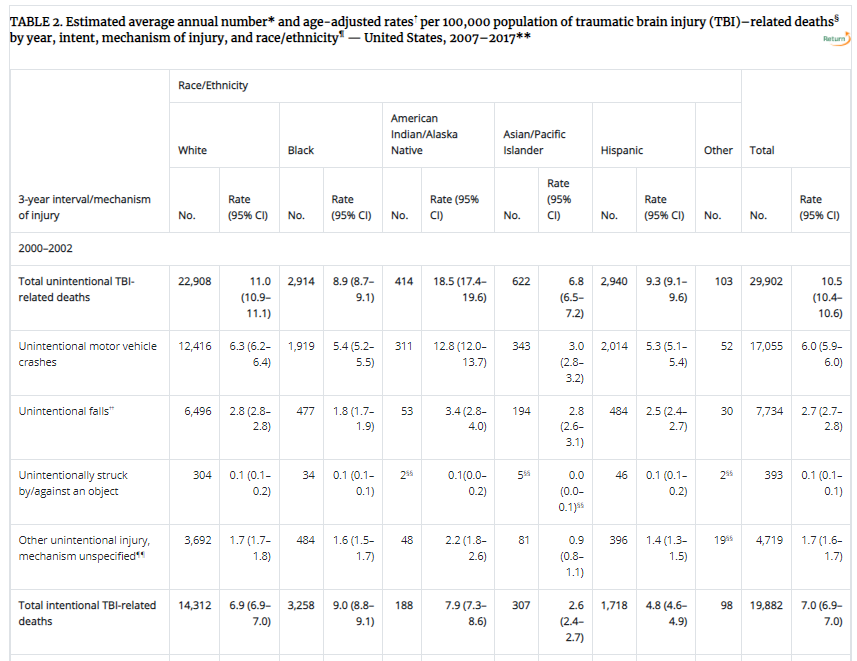 TABLE 2. Estimated average annual number* and age-adjusted rates† per 100,000 population of traumatic brain injury (TBI)–related deaths§
by year, intent, mechanism of injury, and race/ethnicity¶ — United States, 2007–2017**
Return
Race/Ethnicity
American
Indian/Alaska Asian/Pacific
White Black Native Islander Hispanic Other Total
Rate
3-year interval/mechanism Rate Rate Rate (95% (95% Rate Rate
of injury No. (95% CI) No. (95% CI) No. CI) No. CI) No. (95% CI) No. No. (95% CI)
2000–2002
Total unintentional TBI- 22,908 11.0 2,914 8.9 (8.7– 414 18.5 (17.4– 622 6.8 2,940 9.3 (9.1– 103 29,902 10.5
related deaths (10.9– 9.1) 19.6) (6.5– 9.6) (10.4–
11.1) 7.2) 10.6)
Unintentional motor vehicle 12,416 6.3 (6.2– 1,919 5.4 (5.2– 311 12.8 (12.0– 343 3.0 2,014 5.3 (5.1– 52 17,055 6.0 (5.9–
crashes 6.4) 5.5) 13.7) (2.8– 5.4) 6.0)
3.2)
Unintentional falls†† 6,496 2.8 (2.8– 477 1.8 (1.7– 53 3.4 (2.8– 194 2.8 484 2.5 (2.4– 30 7,734 2.7 (2.7–
2.8) 1.9) 4.0) (2.6– 2.7) 2.8)
3.1)
Unintentionally struck 304 0.1 (0.1– 34 0.1 (0.1– 2§§ 0.1(0.0– 5§§ 0.0 46 0.1 (0.1– 2§§ 393 0.1 (0.1–
by/against an object 0.2) 0.1) 0.2) (0.0– 0.2) 0.1)
0.1)§§
Other unintentional injury, 3,692 1.7 (1.7– 484 1.6 (1.5– 48 2.2 (1.8– 81 0.9 396 1.4 (1.3– 19§§ 4,719 1.7 (1.6–
mechanism unspecified¶¶ 1.8) 1.7) 2.6) (0.8– 1.5) 1.7)
1.1)
Total intentional TBI-related 14,312 6.9 (6.9– 3,258 9.0 (8.8– 188 7.9 (7.3– 307 2.6 1,718 4.8 (4.6– 98 19,882 7.0 (6.9–
deaths 7.0) 9.1) 8.6) (2.4– 4.9) 7.0)
2.7)